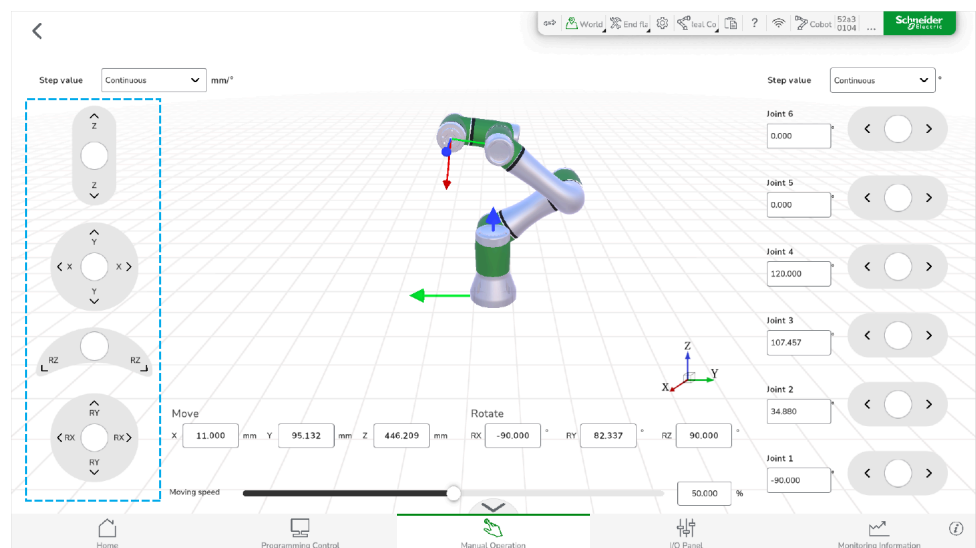 World
End fla
Teal Co
?
Cobot
52a3
0104
...
Schneider
Electric
Step value
Continuous
mm/°
Step value
Continuous
°
Z
Z
Y
X
X
Y
RZ
RZ
RY
RX
RX
RY
Joint 6
0.000
°
Joint 5
0.000
°
Joint 4
120.000
°
Joint 3
107.457
°
Joint 2
34.880
°
Joint 1
-90.000
°
Z
Y
X
Move
Rotate
X 11.000 mm Y 95.132 mm Z 446.209 mm RX -90.000 ° RY 82.337 ° RZ 90.000 °
Moving speed
50.000 %
Home
Programming Control
Manual Operation
I/O Panel
Monitoring Information
i